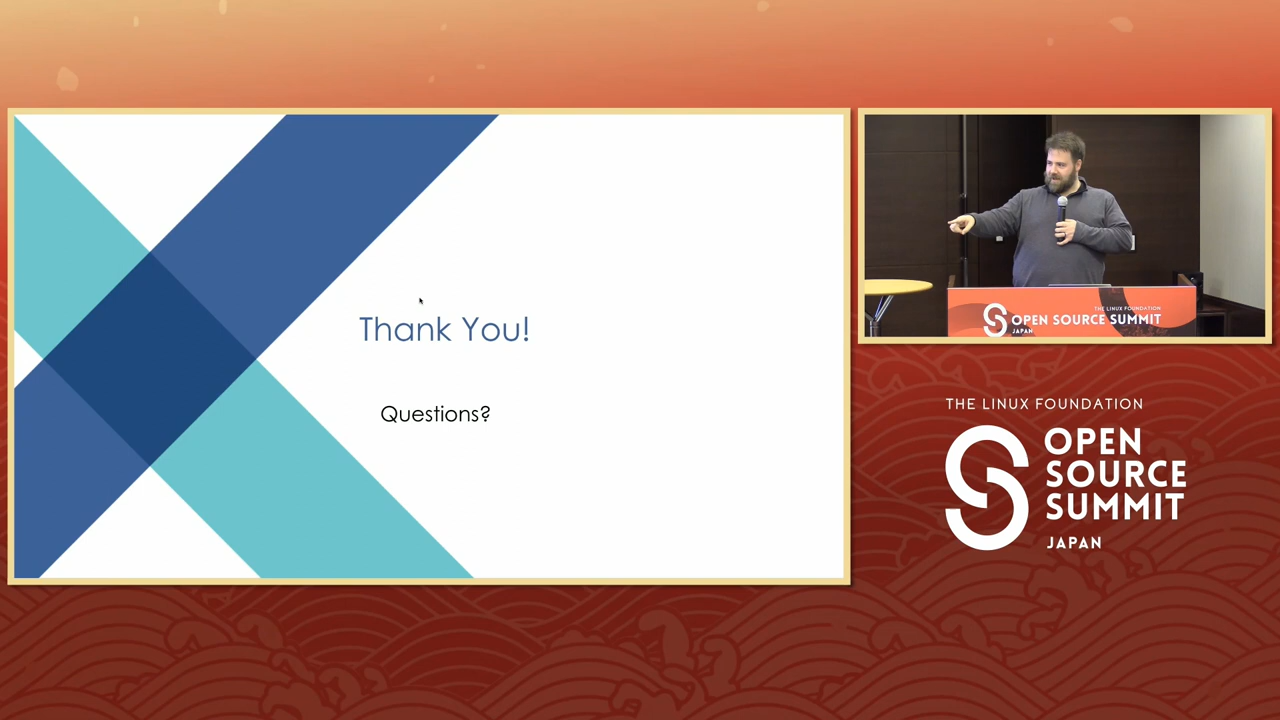 Thank You!
Questions?
THE LINUX FOUNDATION
OPEN SOURCE SUMMIT
JAPAN
THE LINUX FOUNDATION
OPEN
SOURCE
SUMMIT
JAPAN